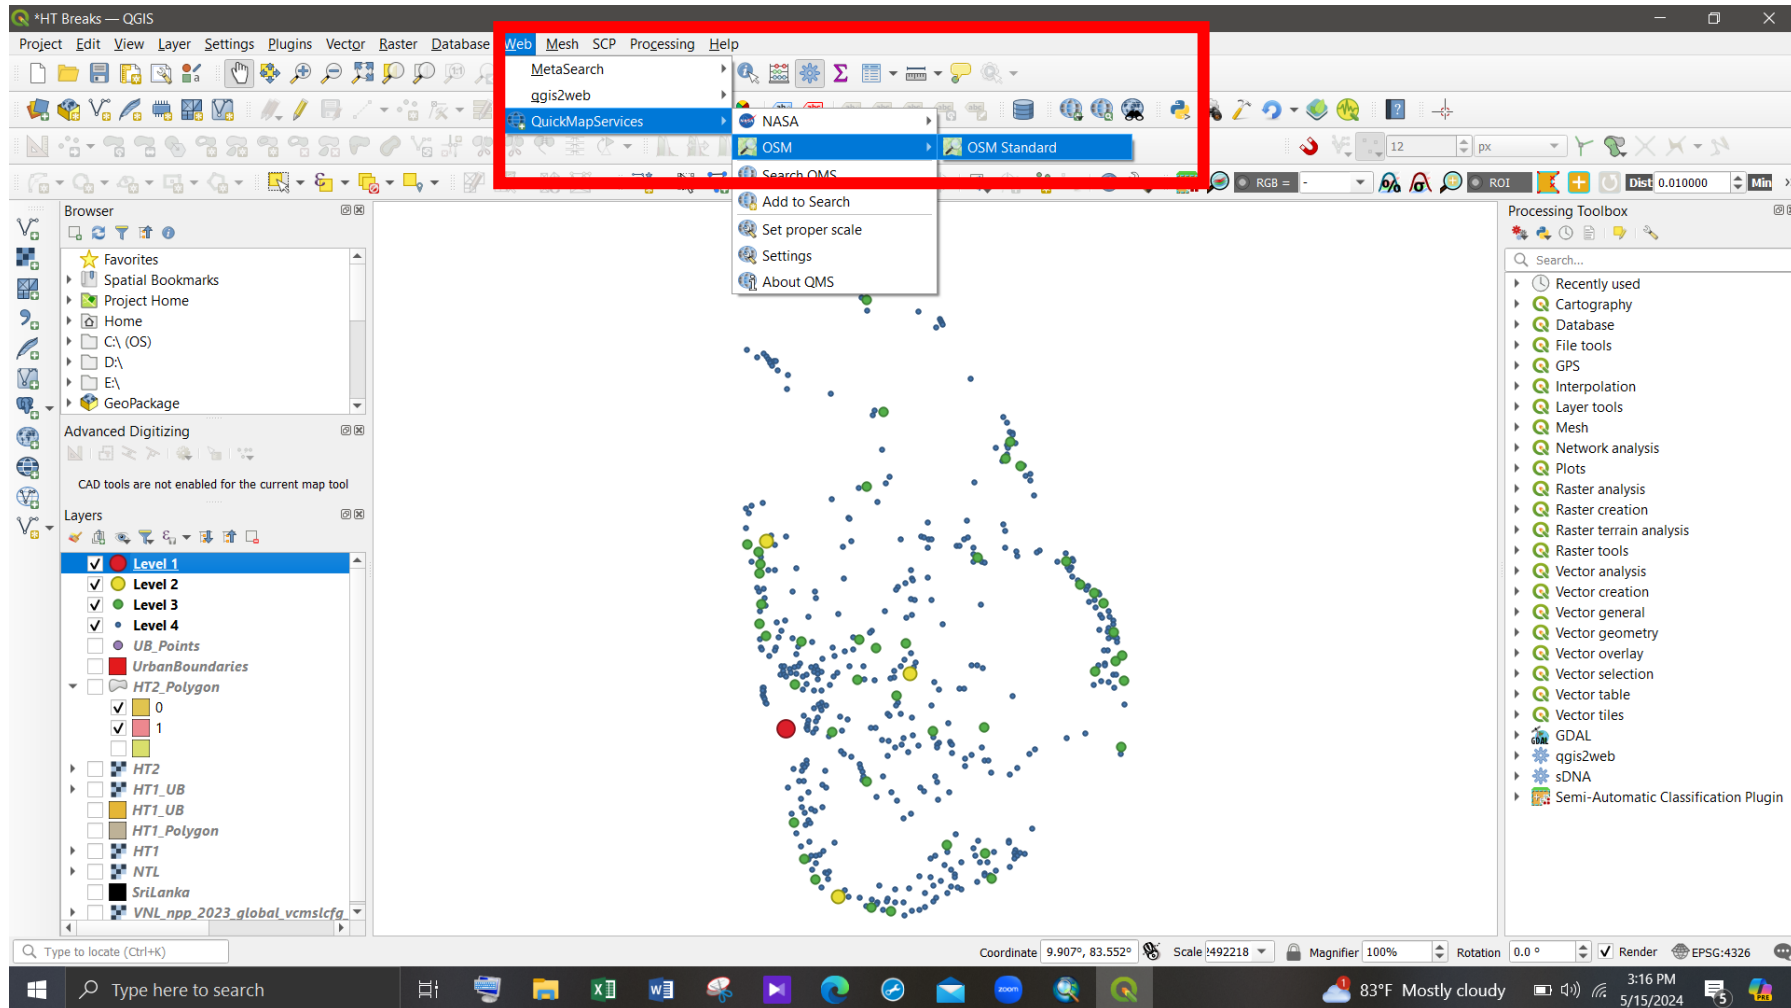 *HT Breaks — QGIS
Project Edit View Layer Settings Plugins Vector Raster Database Web Mesh SCP Processing Help
MetaSearch
qgis2web
QuickMapServices
NASA
OSM
OSM Standard
Search QMS
Add to Search
Set proper scale
Settings
About QMS
12 px
RGB = - ROI Dist 0.010000 Min
Browser
Favorites
Spatial Bookmarks
Project Home
Home
C:\ (OS)
D:\
E:\
GeoPackage
Advanced Digitizing
CAD tools are not enabled for the current map tool
Layers
Level 1
Level 2
Level 3
Level 4
UB_Points
UrbanBoundaries
HT2_Polygon
0
1
HT2
HT1_UB
HT1_UB
HT1_Polygon
HT1
NTL
SriLanka
VNL_npp_2023_global_vcmslcfg_
Processing Toolbox
Search...
Recently used
Cartography
Database
File tools
GPS
Interpolation
Layer tools
Mesh
Network analysis
Plots
Raster analysis
Raster creation
Raster terrain analysis
Raster tools
Vector analysis
Vector creation
Vector general
Vector geometry
Vector overlay
Vector selection
Vector table
Vector tiles
GDAL
qgis2web
sDNA
Semi-Automatic Classification Plugin
Type to locate (Ctrl+K)
Coordinate 9.907°, 83.552° Scale 2492218 Magnifier 100% Rotation 0.0 ° Render EPSG:4326
Type here to search
zoom
83°F Mostly cloudy
3:16 PM
5/15/2024
5